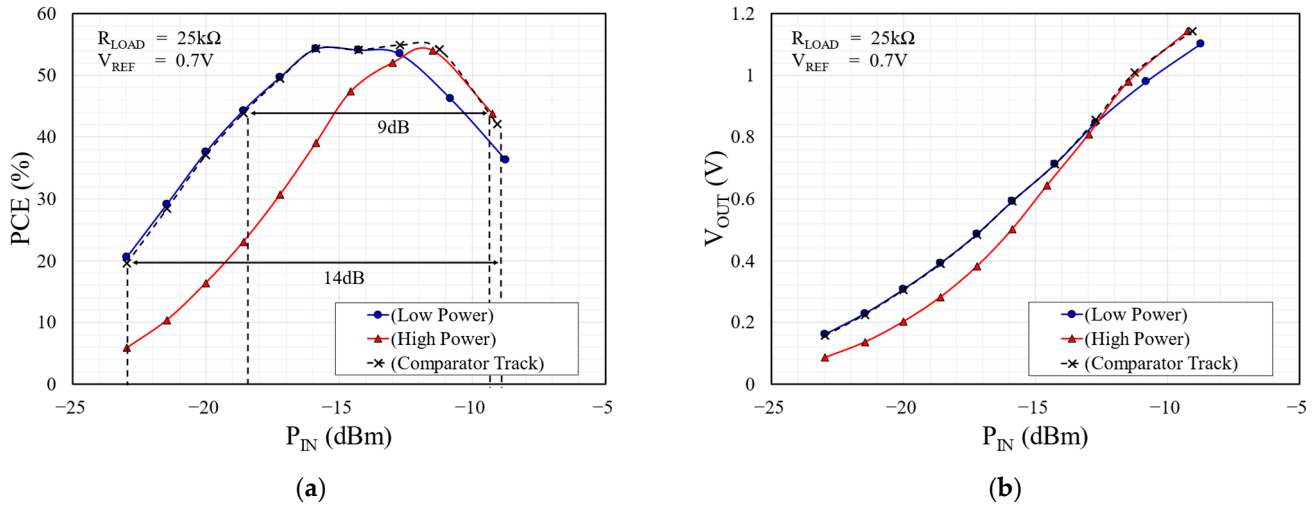 60
50
40
30
20
10
0
PCE (%)
R_LOAD = 25kΩ
V_REF = 0.7V
9dB
14dB
(Low Power)
(High Power)
(Comparator Track)
−25 −20 −15 −10 −5
P_IN (dBm)
(a)
1.2
1
0.8
0.6
0.4
0.2
0
V_OUT (V)
R_LOAD = 25kΩ
V_REF = 0.7V
(Low Power)
(High Power)
(Comparator Track)
−25 −20 −15 −10 −5
P_IN (dBm)
(b)